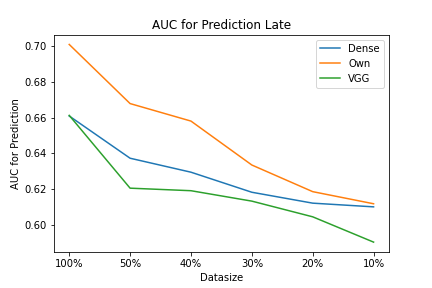 AUC for Prediction Late
Dense
Own
VGG
AUC for Prediction
0.70
0.68
0.66
0.64
0.62
0.60
100% 50% 40% 30% 20% 10%
Datasize